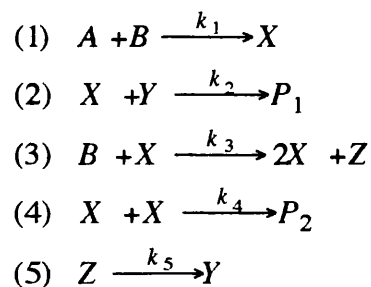 (1) A + B —k₁→ X
(2) X + Y —k₂→ P₁
(3) B + X —k₃→ 2X + Z
(4) X + X —k₄→ P₂
(5) Z —k₅→ Y